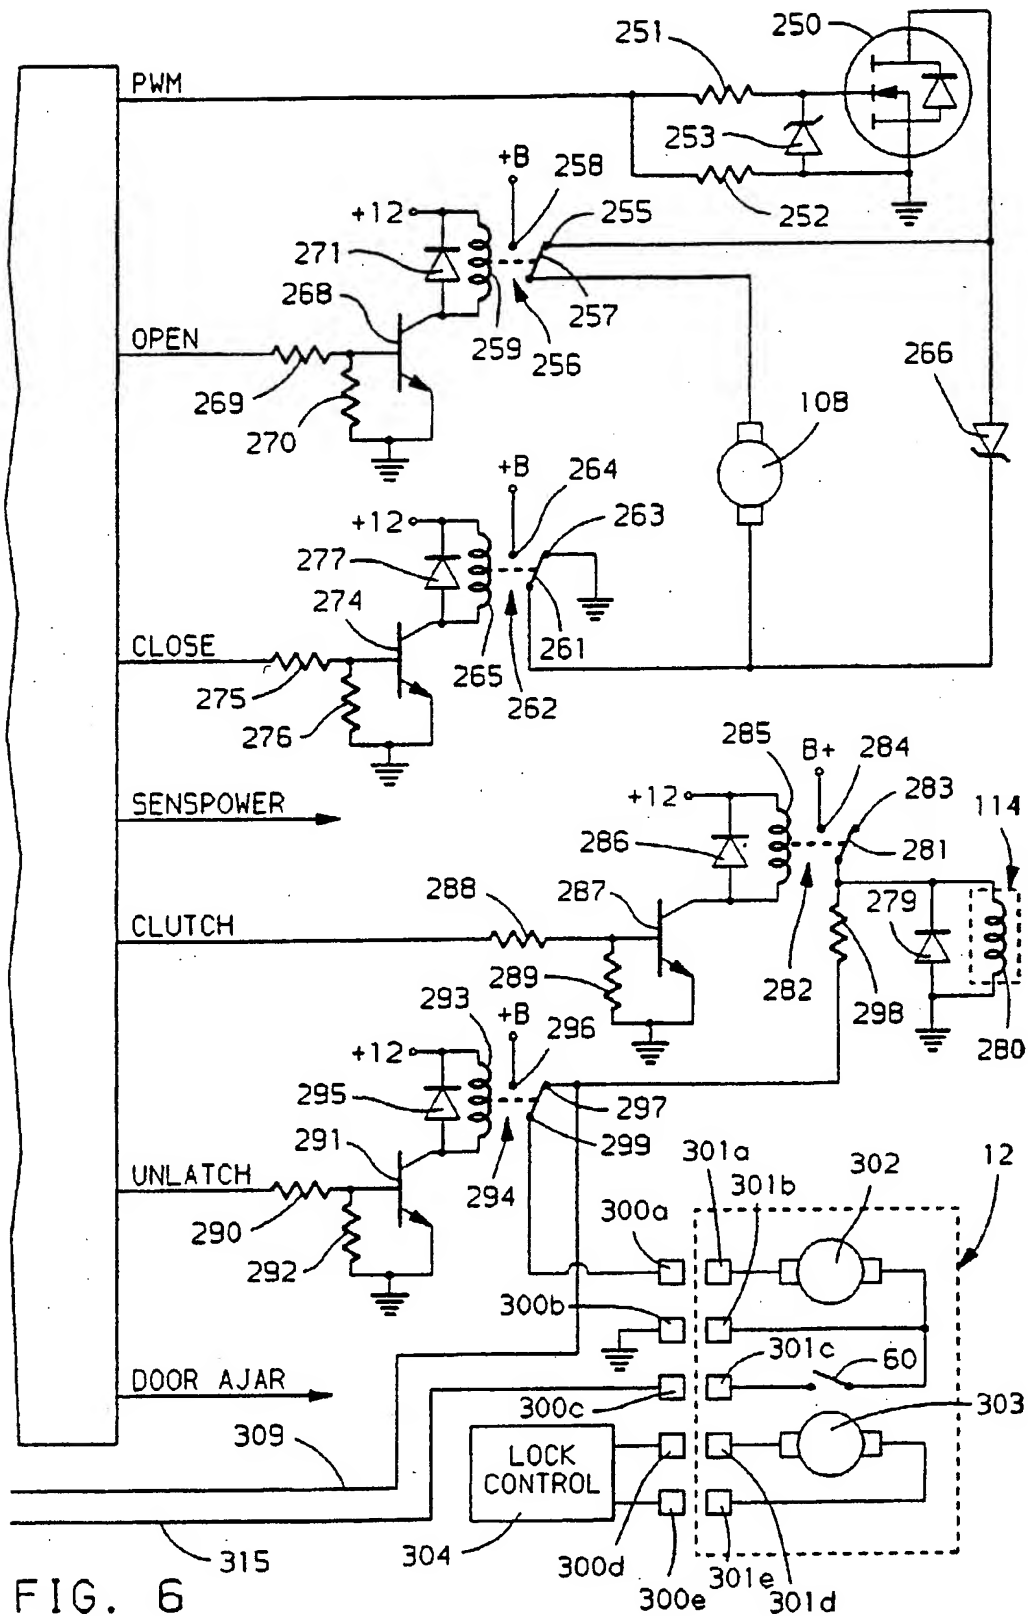 251
250
PWM
253
+B
258
252
255
+12
271
268
259
257
256
OPEN
266
269
270
108
+B
264
+12
263
277
274
CLOSE
265
261
275
262
276
285
B+
284
SENSPOWER
+12
283
114
286
281
288
287
279
CLUTCH
289
293
+B
282
298
296
280
+12
295
297
291
299
301a
302
12
UNLATCH
294
301b
290
300a
292
300b
301c
60
DOOR AJAR
300c
303
309
LOCK
CONTROL
315
304
300d
300e
301e
301d
FIG. 6